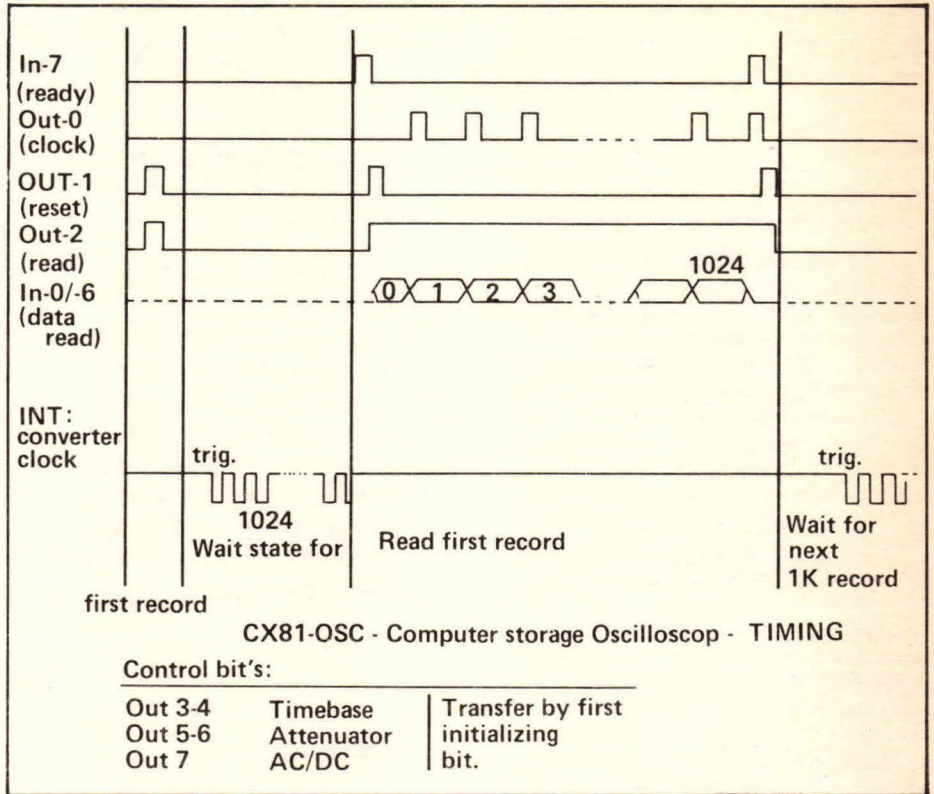 In-7
(ready)
Out-0
(clock)
OUT-1
(reset)
Out-2
(read)
1024
In-0/-6
0 1 2 3
(data
read)
INT:
converter
clock
trig.
trig.
1024
Wait state for
Read first record
Wait for
next
1K record
first record
CX81-OSC - Computer storage Oscilloscop - TIMING
Control bit's:
Out 3-4 Timebase Transfer by first
Out 5-6 Attenuator initializing
Out 7 AC/DC bit.